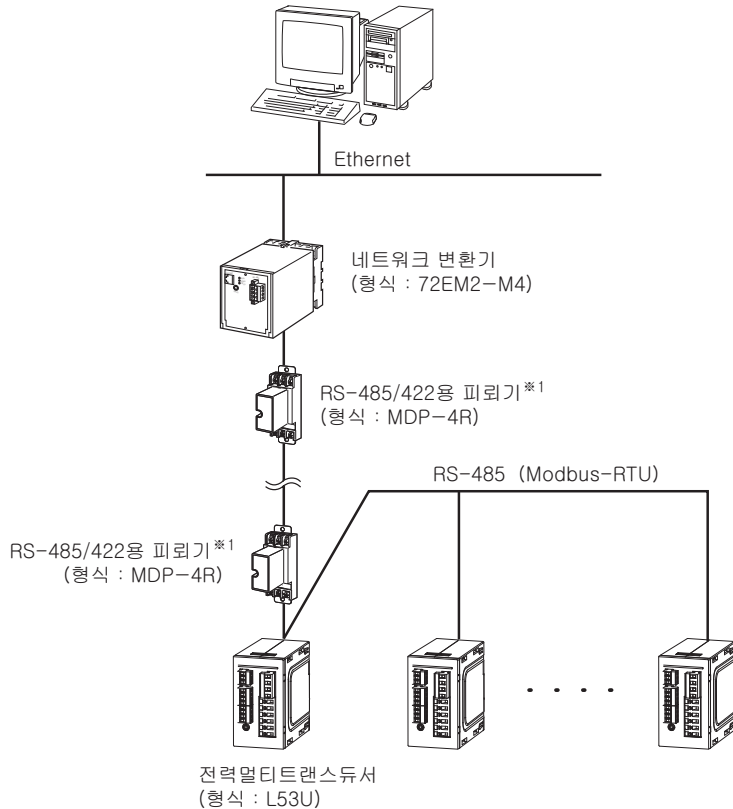 Ethernet
네트워크 변환기
(형식 : 72EM2-M4)
RS-485/422용 피뢰기※1
(형식 : MDP-4R)
RS-485 (Modbus-RTU)
RS-485/422용 피뢰기※1
(형식 : MDP-4R)
전력멀티트랜스듀서
(형식 : L53U)